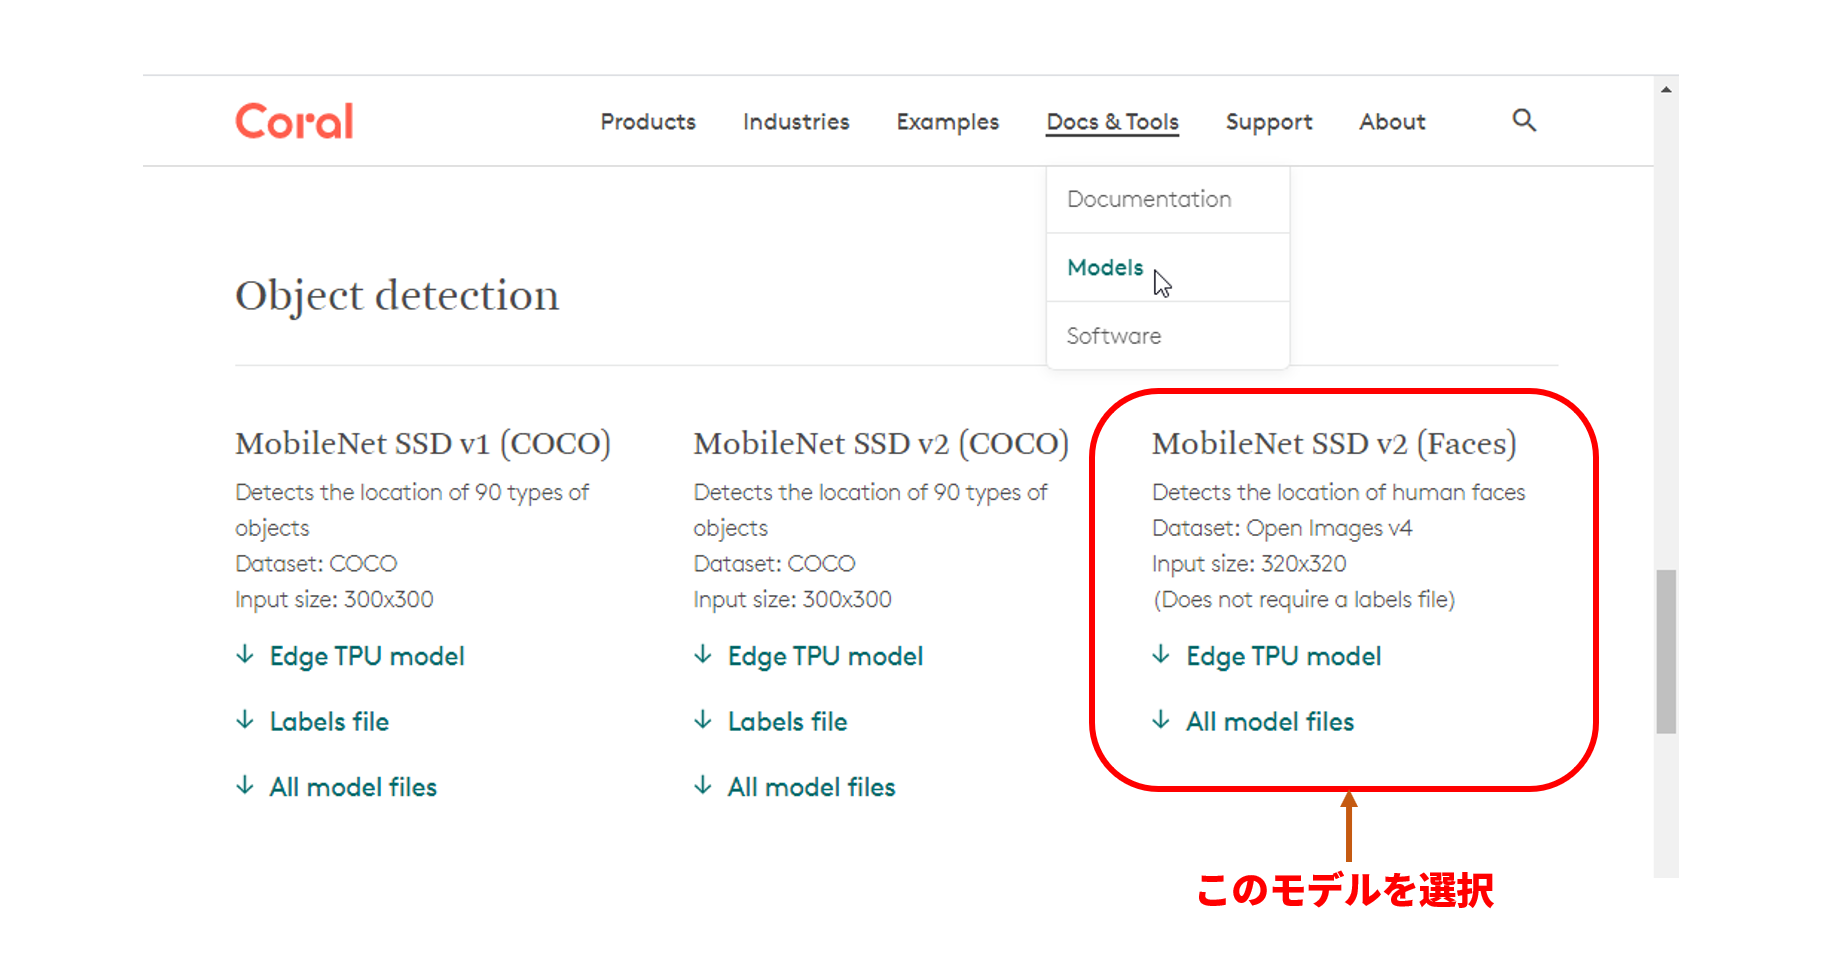 Coral
Products
Industries
Examples
Docs & Tools
Support
About
Documentation
Models
Software
Object detection
MobileNet SSD v1 (COCO)
Detects the location of 90 types of
objects
Dataset: COCO
Input size: 300x300
Edge TPU model
Labels file
All model files
MobileNet SSD v2 (COCO)
Detects the location of 90 types of
objects
Dataset: COCO
Input size: 300x300
Edge TPU model
Labels file
All model files
MobileNet SSD v2 (Faces)
Detects the location of human faces
Dataset: Open Images v4
Input size: 320x320
(Does not require a labels file)
Edge TPU model
All model files
このモデルを選択